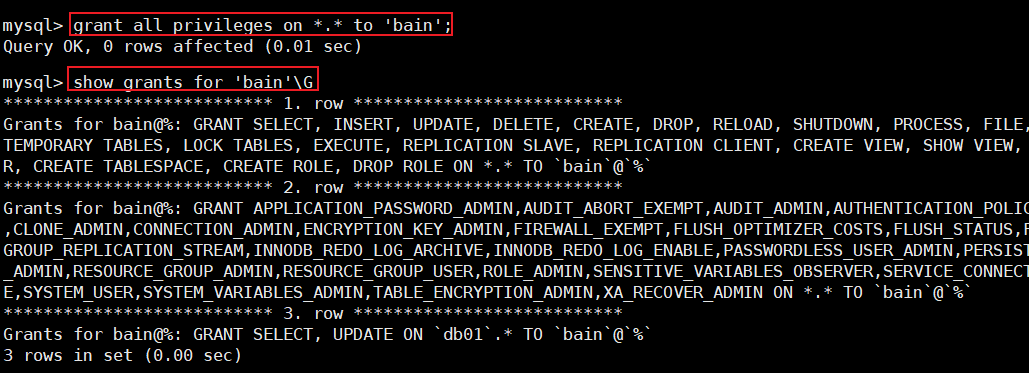 mysql> grant all privileges on *.* to 'bain';
Query OK, 0 rows affected (0.01 sec)
mysql> show grants for 'bain'\G
*************************** 1. row ***************************
Grants for bain@%: GRANT SELECT, INSERT, UPDATE, DELETE, CREATE, DROP, RELOAD, SHUTDOWN, PROCESS, FILE,
TEMPORARY TABLES, LOCK TABLES, EXECUTE, REPLICATION SLAVE, REPLICATION CLIENT, CREATE VIEW, SHOW VIEW,
R, CREATE TABLESPACE, CREATE ROLE, DROP ROLE ON *.* TO `bain`@`%`
*************************** 2. row ***************************
Grants for bain@%: GRANT APPLICATION_PASSWORD_ADMIN,AUDIT_ABORT_EXEMPT,AUDIT_ADMIN,AUTHENTICATION_POLIC
,CLONE_ADMIN,CONNECTION_ADMIN,ENCRYPTION_KEY_ADMIN,FIREWALL_EXEMPT,FLUSH_OPTIMIZER_COSTS,FLUSH_STATUS,F
GROUP_REPLICATION_STREAM,INNODB_REDO_LOG_ARCHIVE,INNODB_REDO_LOG_ENABLE,PASSWORDLESS_USER_ADMIN,PERSIST
_ADMIN,RESOURCE_GROUP_ADMIN,RESOURCE_GROUP_USER,ROLE_ADMIN,SENSITIVE_VARIABLES_OBSERVER,SERVICE_CONNECT
E,SYSTEM_USER,SYSTEM_VARIABLES_ADMIN,TABLE_ENCRYPTION_ADMIN,XA_RECOVER_ADMIN ON *.* TO `bain`@`%`
*************************** 3. row ***************************
Grants for bain@%: GRANT SELECT, UPDATE ON `db01`.* TO `bain`@`%`
3 rows in set (0.00 sec)